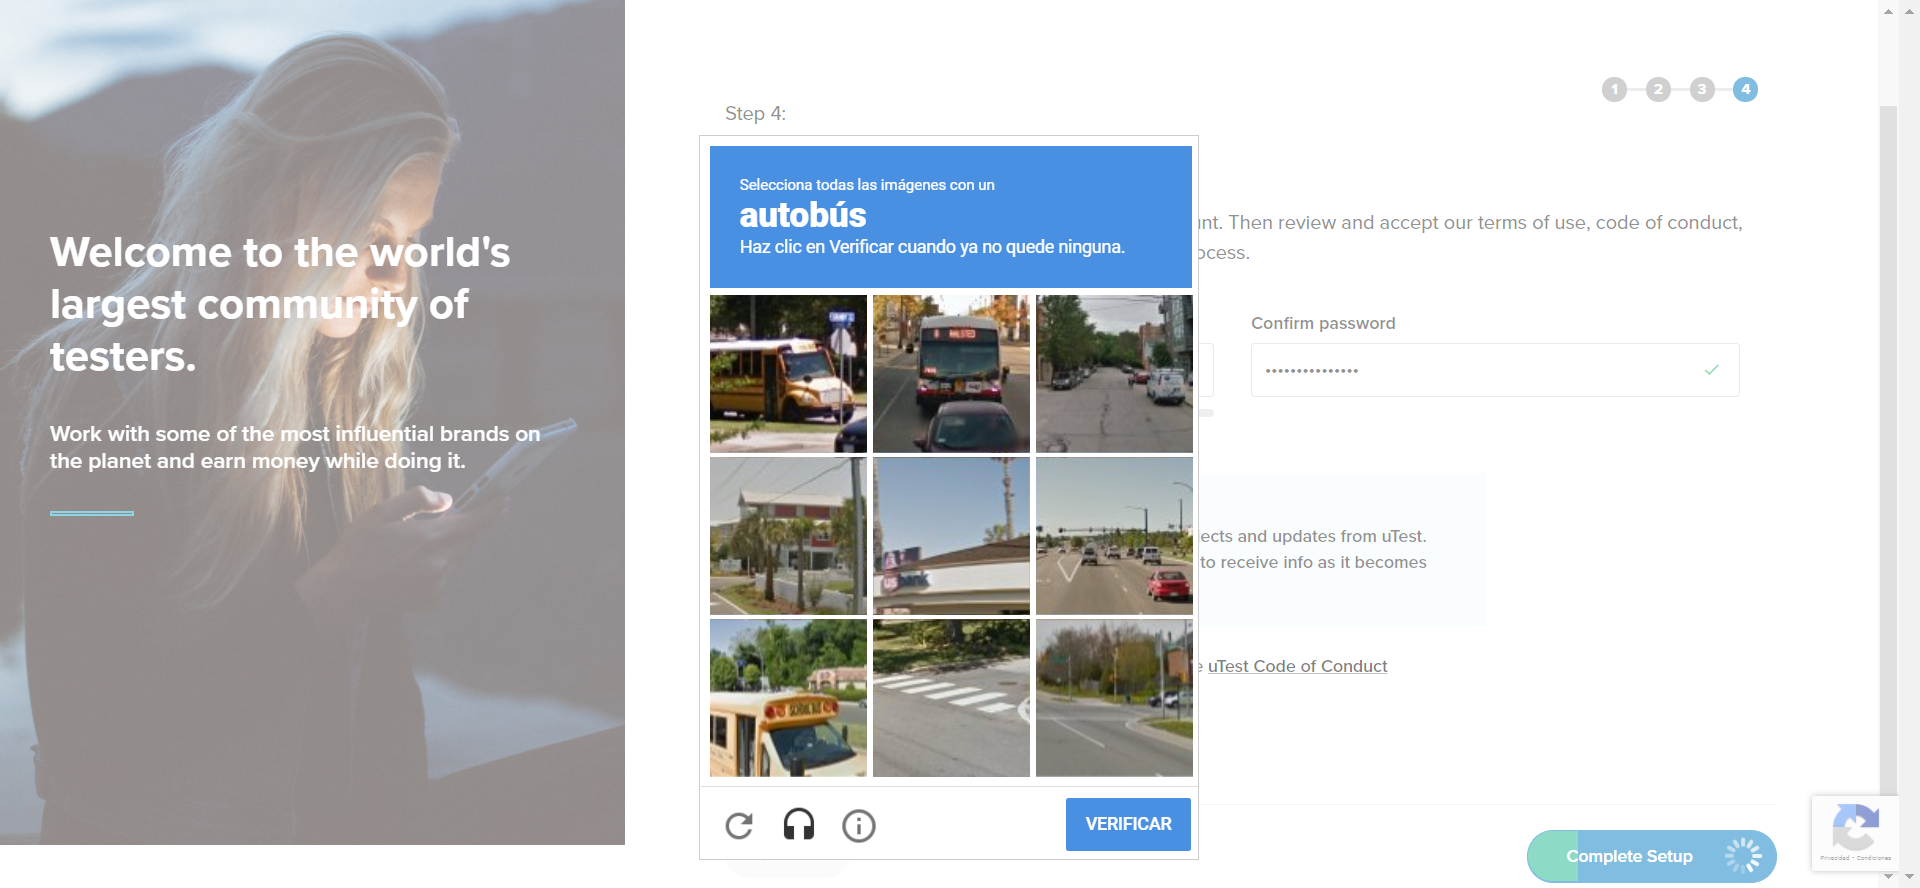 Welcome to the world's
largest community of
testers.
Work with some of the most influential brands on
the planet and earn money while doing it.
1 2 3 4
Step 4:
Selecciona todas las imágenes con un
autobús
Haz clic en Verificar cuando ya no quede ninguna.
nt. Then review and accept our terms of use, code of conduct,
ocess.
Confirm password
•••••••••••••••
HALSTED
usbank
ects and updates from uTest.
to receive info as it becomes
e uTest Code of Conduct
SCHOOL BUS
VERIFICAR
Complete Setup
Privacidad - Condiciones